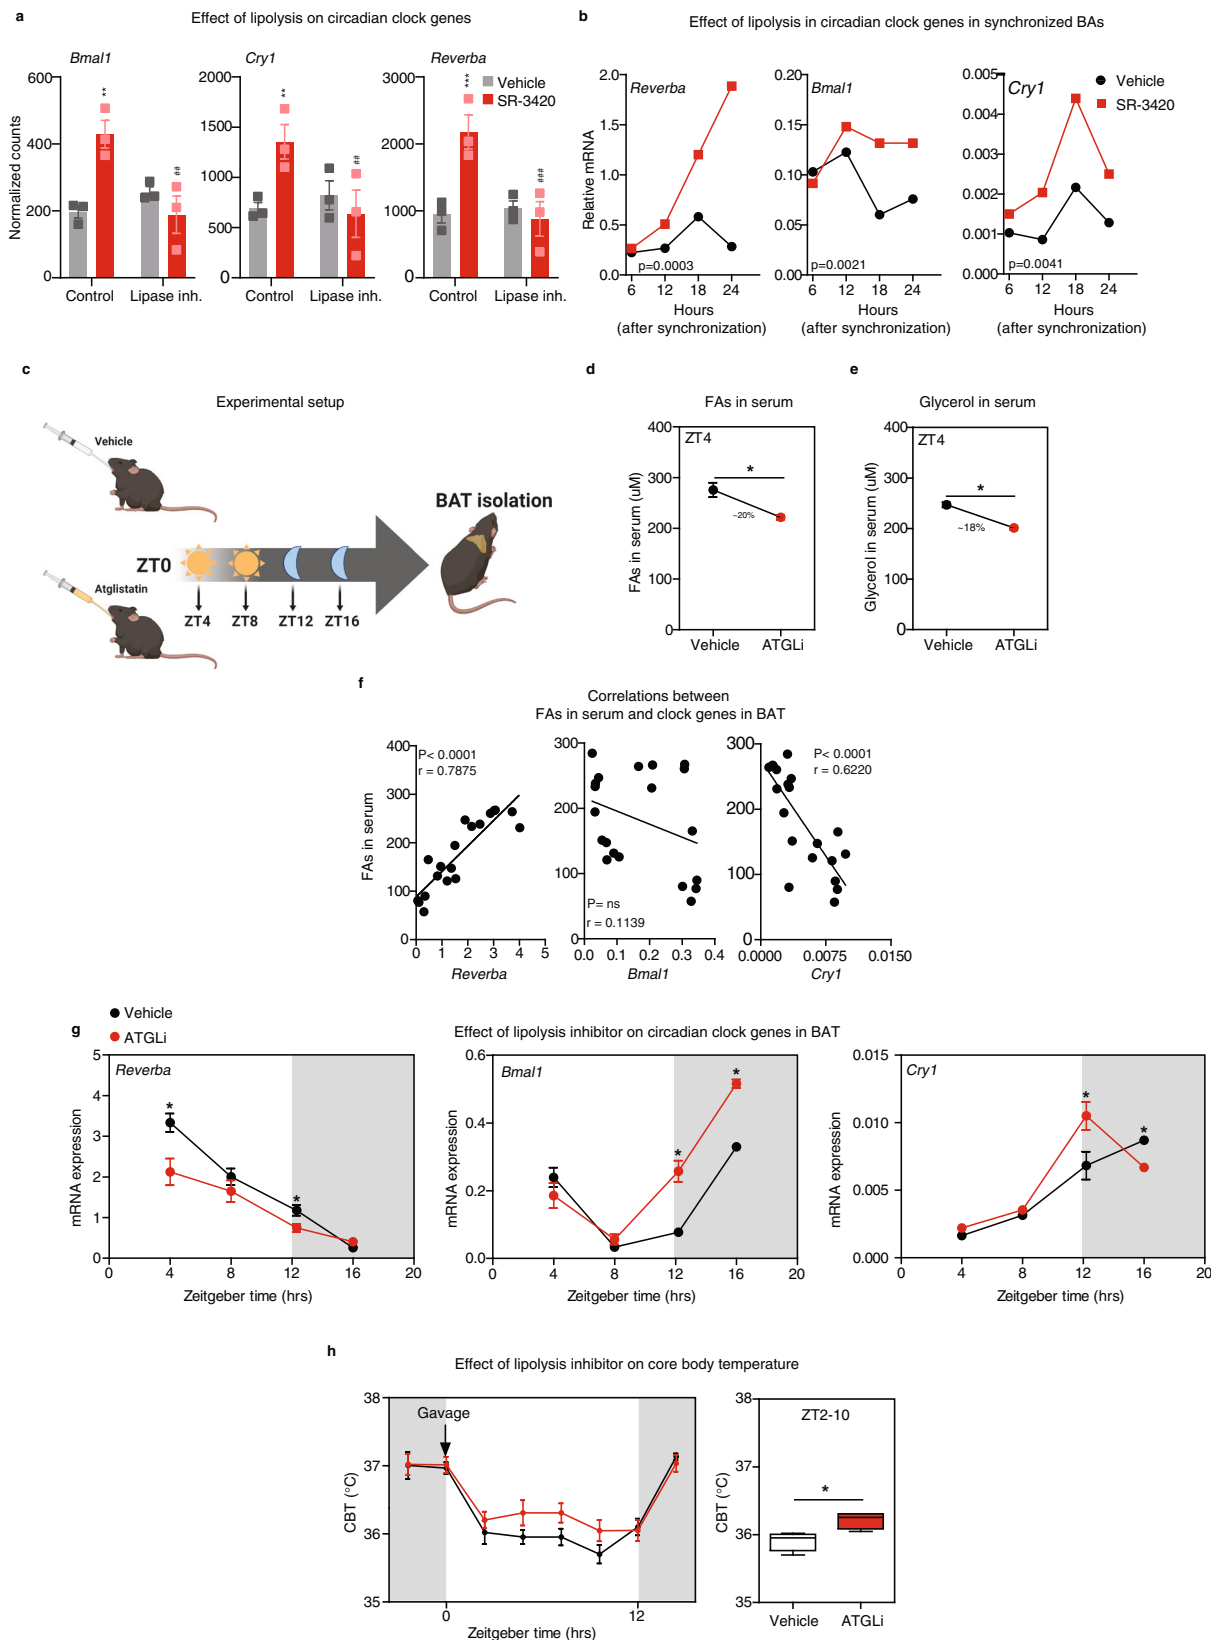 a
Effect of lipolysis on circadian clock genes
Bmal1
Cry1
Reverba
Normalized counts
600
400
200
0
2000
1500
1000
500
0
3000
2000
1000
0
**
##
**
##
***
###
Vehicle
SR-3420
Control
Lipase inh.
Control
Lipase inh.
Control
Lipase inh.
b
Effect of lipolysis in circadian clock genes in synchronized BAs
Relative mRNA
2.0
1.5
1.0
0.5
0.0
Reverba
p=0.0003
6 12 18 24
Hours
(after synchronization)
0.20
0.15
0.10
0.05
0.00
Bmal1
p=0.0021
6 12 18 24
Hours
(after synchronization)
0.005
0.004
0.003
0.002
0.001
0.000
Cry1
p=0.0041
6 12 18 24
Hours
(after synchronization)
Vehicle
SR-3420
c
Experimental setup
Vehicle
Atglistatin
ZT0
ZT4
ZT8
ZT12
ZT16
BAT isolation
d
FAs in serum
FAs in serum (uM)
400
300
200
100
0
ZT4
*
~20%
Vehicle
ATGLi
e
Glycerol in serum
Glycerol in serum (uM)
400
300
200
100
0
ZT4
*
~18%
Vehicle
ATGLi
f
Correlations between
FAs in serum and clock genes in BAT
FAs in serum
400
300
200
100
0
P< 0.0001
r = 0.7875
0 1 2 3 4 5
Reverba
300
200
100
0
P= ns
r = 0.1139
0.0 0.1 0.2 0.3 0.4
Bmal1
300
200
100
0
P< 0.0001
r = 0.6220
0.0000 0.0075 0.0150
Cry1
g
Vehicle
ATGLi
Effect of lipolysis inhibitor on circadian clock genes in BAT
mRNA expression
5
4
3
2
1
0
Reverba
*
*
0 4 8 12 16 20
Zeitgeber time (hrs)
mRNA expression
0.6
0.4
0.2
0.0
Bmal1
*
*
0 4 8 12 16 20
Zeitgeber time (hrs)
mRNA expression
0.015
0.010
0.005
0.000
Cry1
*
*
0 4 8 12 16 20
Zeitgeber time (hrs)
h
Effect of lipolysis inhibitor on core body temperature
CBT (°C)
38
37
36
35
Gavage
0 12
Zeitgeber time (hrs)
CBT (°C)
38
37
36
35
ZT2-10
*
Vehicle
ATGLi